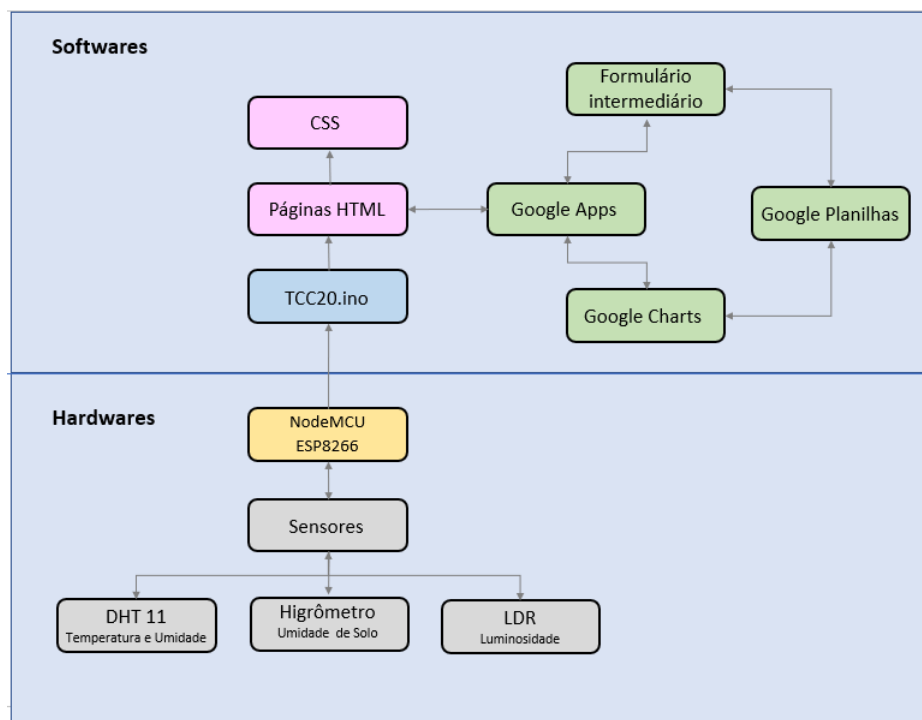 Softwares
Formulário
intermediário
CSS
Páginas HTML
Google Apps
Google Planilhas
TCC20.ino
Google Charts
Hardwares
NodeMCU
ESP8266
Sensores
DHT 11
Temperatura e Umidade
Higrômetro
Umidade de Solo
LDR
Luminosidade